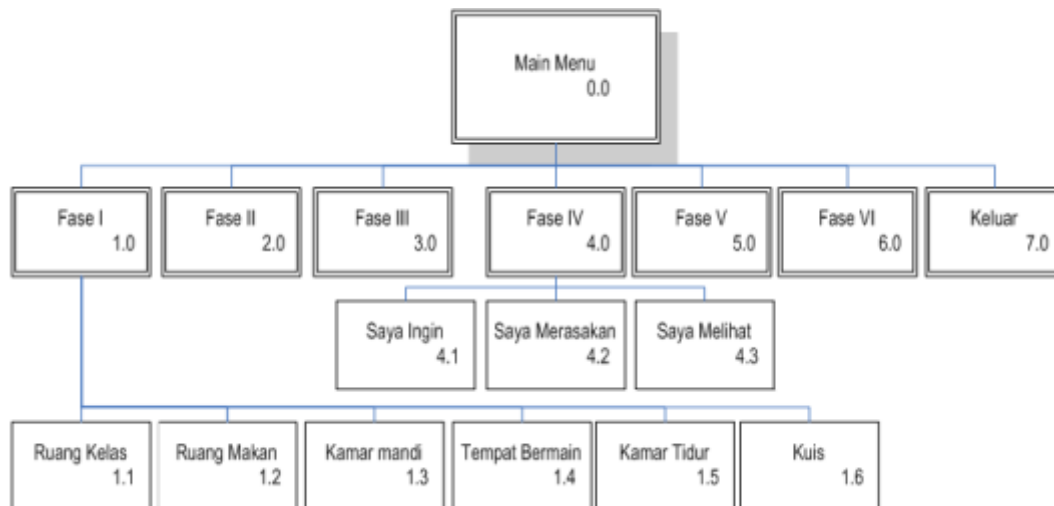 Main Menu
0.0
Fase I
1.0
Fase II
2.0
Fase III
3.0
Fase IV
4.0
Fase V
5.0
Fase VI
6.0
Keluar
7.0
Saya Ingin
4.1
Saya Merasakan
4.2
Saya Melihat
4.3
Ruang Kelas
1.1
Ruang Makan
1.2
Kamar mandi
1.3
Tempat Bermain
1.4
Kamar Tidur
1.5
Kuis
1.6